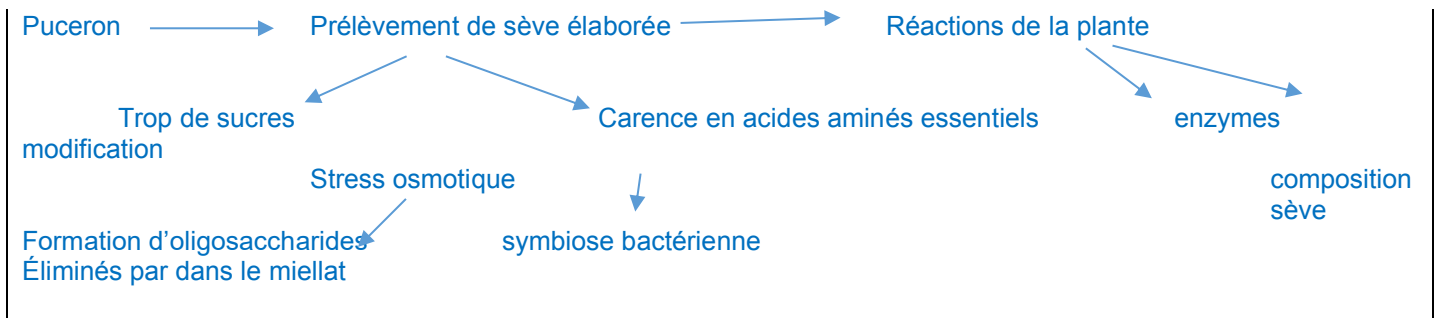 Puceron Prélèvement de sève élaborée Réactions de la plante
Trop de sucres Carence en acides aminés essentiels enzymes
modification
Stress osmotique composition
sève
Formation d’oligosaccharides symbiose bactérienne
Éliminés par dans le miellat